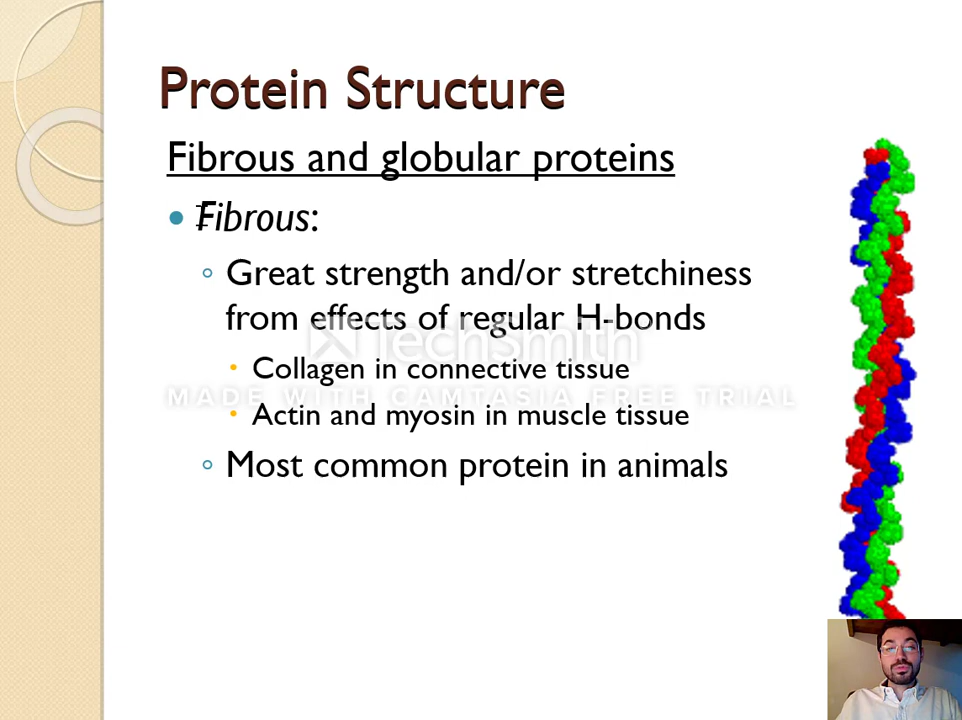 Protein Structure
Fibrous and globular proteins
Fibrous:
Great strength and/or stretchiness
from effects of regular H-bonds
TechSmith
Collagen in connective tissue
MADE WITH CAMTASIA FREE TRIAL
Actin and myosin in muscle tissue
Most common protein in animals